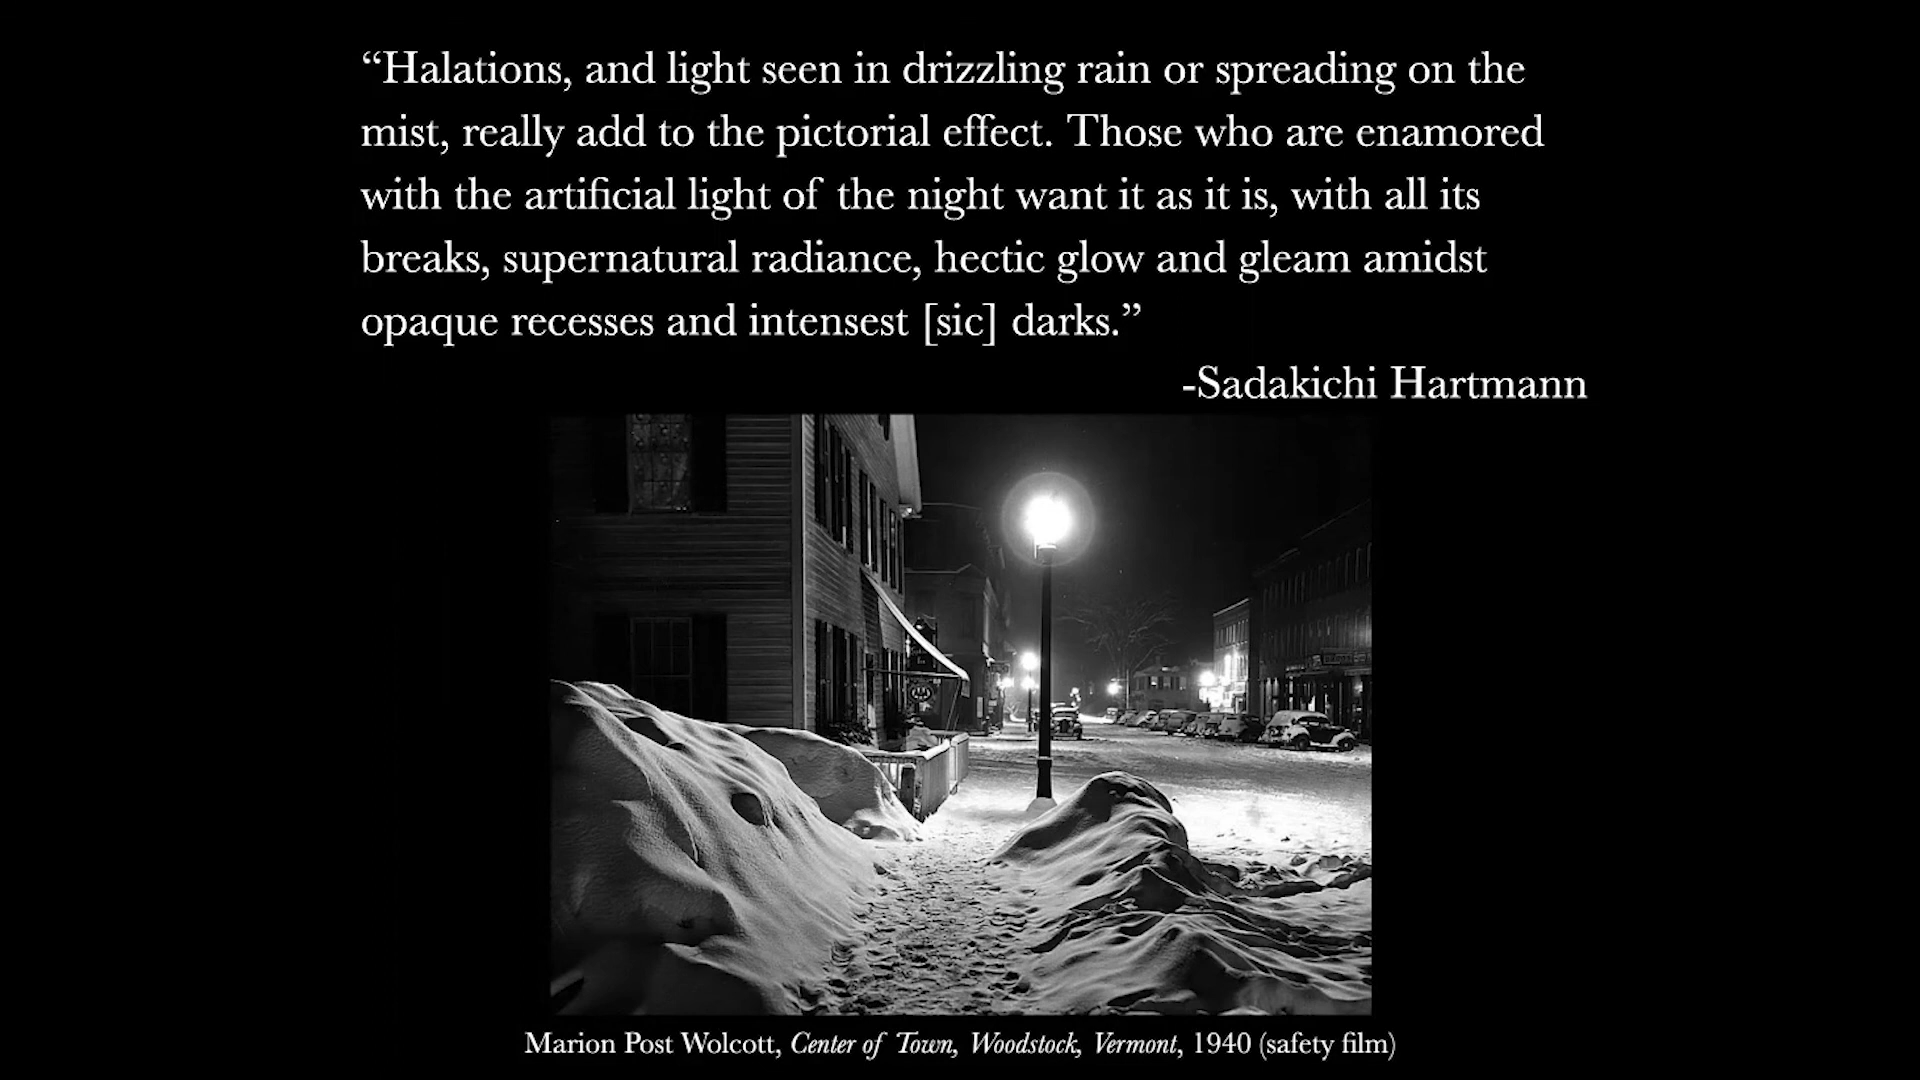 “Halations, and light seen in drizzling rain or spreading on the
mist, really add to the pictorial effect. Those who are enamored
with the artificial light of the night want it as it is, with all its
breaks, supernatural radiance, hectic glow and gleam amidst
opaque recesses and intensest [sic] darks.”
-Sadakichi Hartmann
Marion Post Wolcott, Center of Town, Woodstock, Vermont, 1940 (safety film)